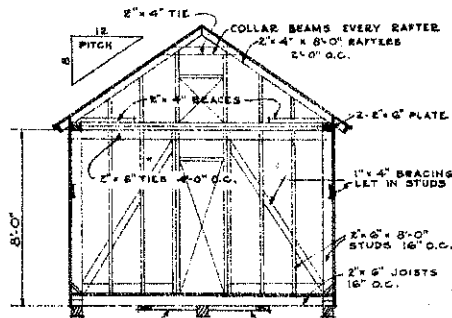 2"x 4" TIE
12
PITCH
8
COLLAR BEAMS EVERY RAFTER
2"x 4" x 8'-0" RAFTERS
2'-0" O.C.
2"x 4" BRACES
2-2"x 6" PLATE
2"x 6" TIES 4'-0" O.C.
1"x 4" BRACING
LET IN STUDS
8'-0"
2"x 6"x 8'-0"
STUDS 16" O.C.
2"x 6" JOISTS
16" O.C.